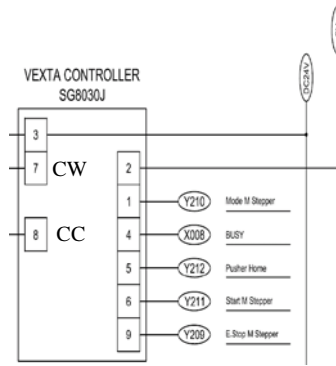 DC24V
VEXTA CONTROLLER
SG8030J
3
7 CW 2
1 Y210 Mode M Stepper
8 CC 4 X008 BUSY
5 Y212 Pusher Home
6 Y211 Start M Stepper
9 Y209 E.Stop M Stepper